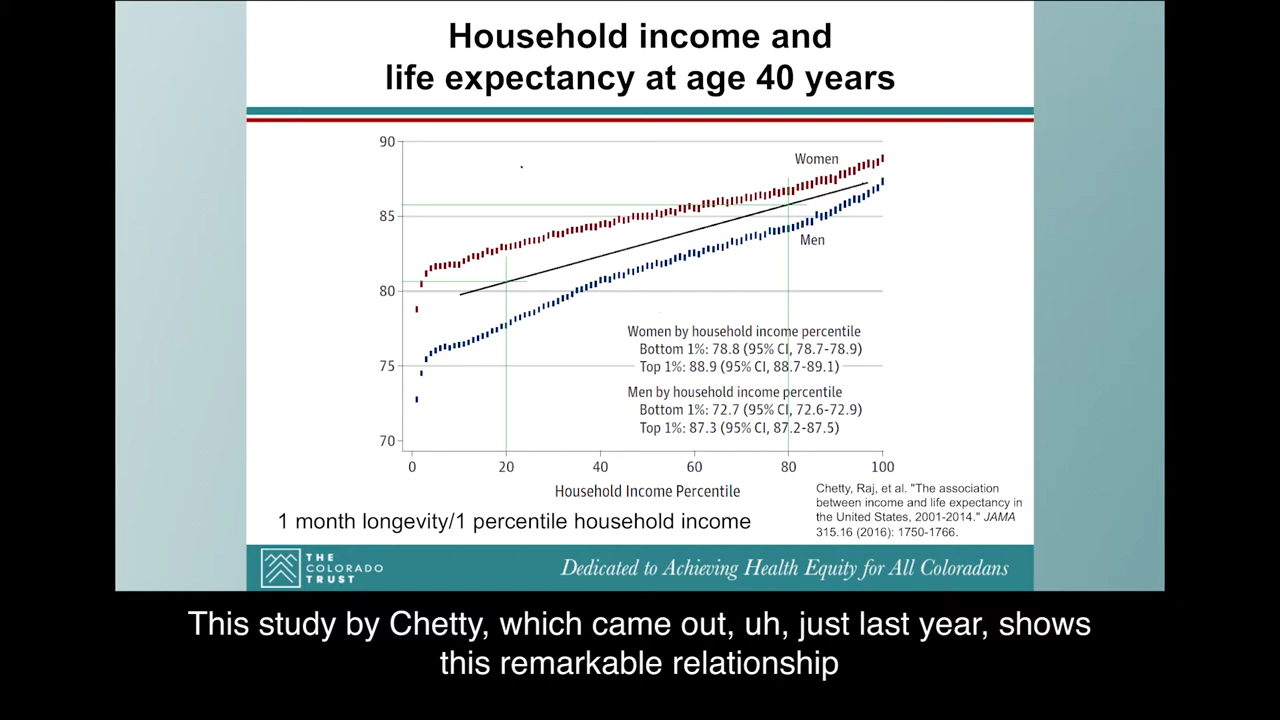 Household income and
life expectancy at age 40 years
90
85
80
75
70
Women
Men
Women by household income percentile
Bottom 1%: 78.8 (95% CI, 78.7-78.9)
Top 1%: 88.9 (95% CI, 88.7-89.1)
Men by household income percentile
Bottom 1%: 72.7 (95% CI, 72.6-72.9)
Top 1%: 87.3 (95% CI, 87.2-87.5)
0 20 40 60 80 100
Household Income Percentile
Chetty, Raj, et al. "The association
between income and life expectancy in
the United States, 2001-2014." JAMA
315.16 (2016): 1750-1766.
1 month longevity/1 percentile household income
THE
COLORADO
TRUST
Dedicated to Achieving Health Equity for All Coloradans
This study by Chetty, which came out, uh, just last year, shows
this remarkable relationship